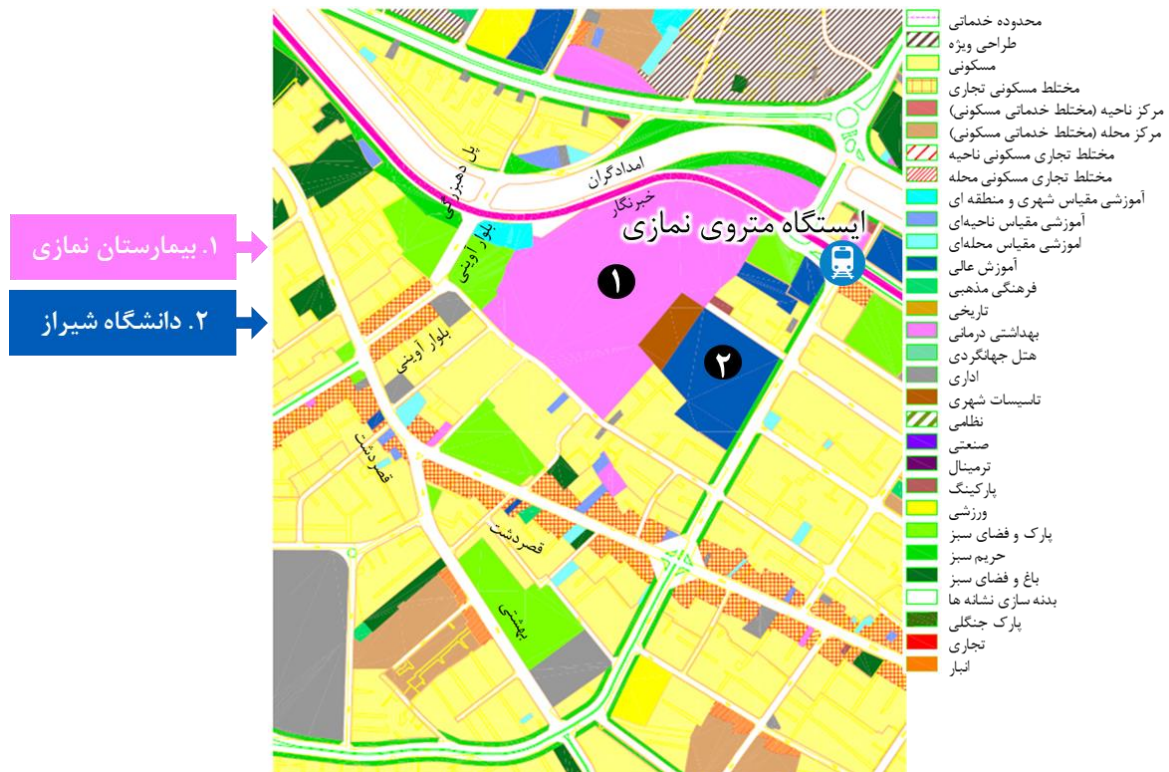 ۱. بیمارستان نمازی
۲. دانشگاه شیراز
پل دهبزرگی
امدادگران
خبرنگار
ایستگاه متروی نمازی
بلوار آوینی
۱
۲
بلوار آوینی
قصردشت
قصردشت
بهشتی
محدوده خدماتی
طراحی ویژه
مسکونی
مختلط مسکونی تجاری
مرکز ناحیه (مختلط خدماتی مسکونی)
مرکز محله (مختلط خدماتی مسکونی)
مختلط تجاری مسکونی ناحیه
مختلط تجاری مسکونی محله
آموزشی مقیاس شهری و منطقه ای
آموزشی مقیاس ناحیه‌ای
اموزشی مقیاس محله‌ای
آموزش عالی
فرهنگی مذهبی
تاریخی
بهداشتی درمانی
هتل جهانگردی
اداری
تاسیسات شهری
نظامی
صنعتی
ترمینال
پارکینگ
ورزشی
پارک و فضای سبز
حریم سبز
باغ و فضای سبز
بدنه سازی نشانه ها
پارک جنگلی
تجاری
انبار